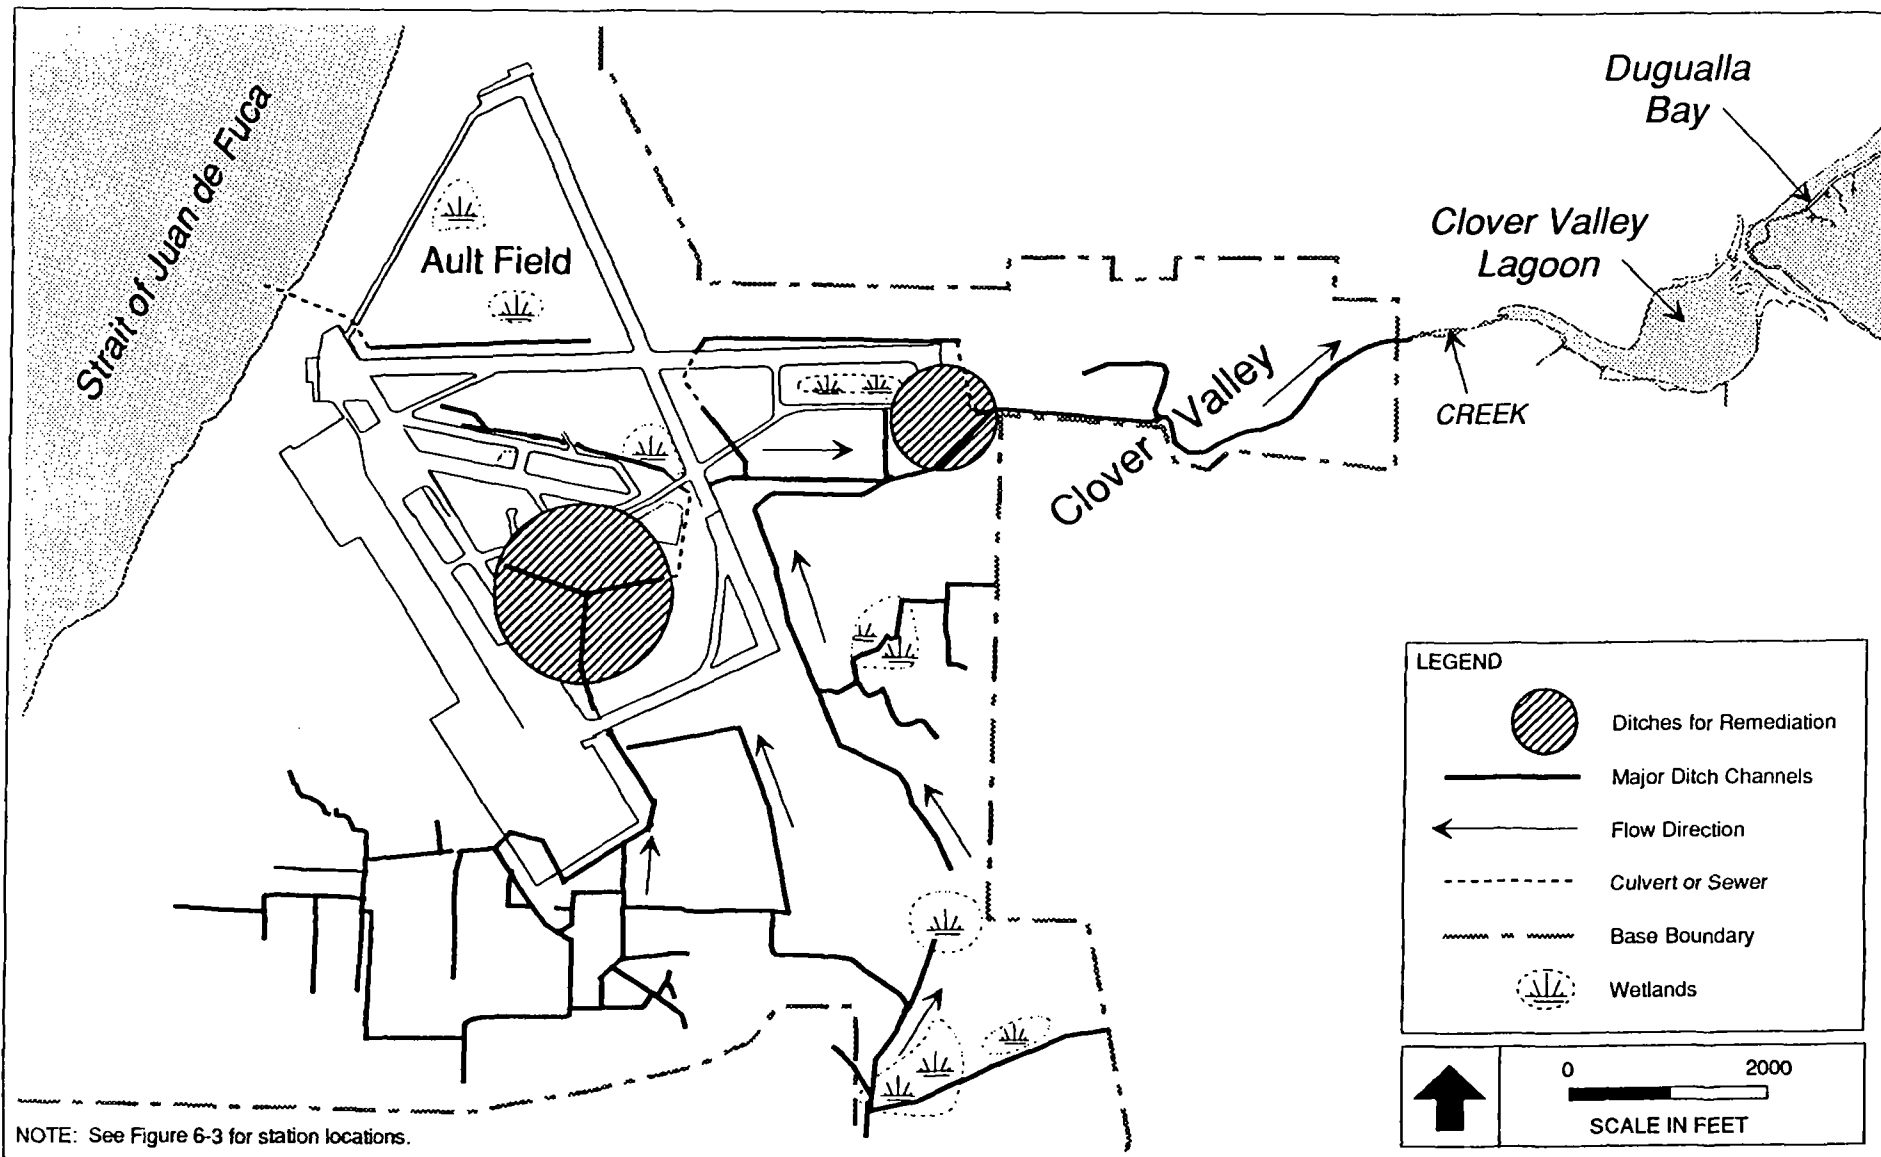 Strait of Juan de Fuca
Ault Field
Dugualla
Bay
Clover Valley
Lagoon
CREEK
Clover Valley
LEGEND
Ditches for Remediation
Major Ditch Channels
Flow Direction
Culvert or Sewer
Base Boundary
Wetlands
0 2000
SCALE IN FEET
NOTE: See Figure 6-3 for station locations.